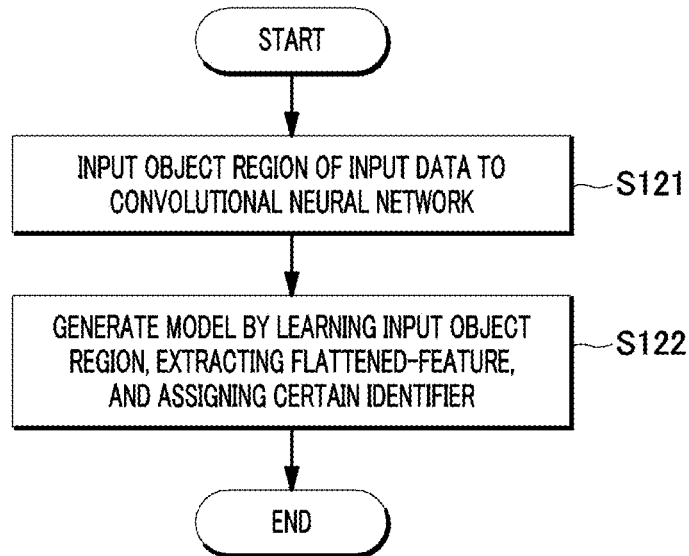 START
INPUT OBJECT REGION OF INPUT DATA TO
CONVOLUTIONAL NEURAL NETWORK
S121
GENERATE MODEL BY LEARNING INPUT OBJECT
REGION, EXTRACTING FLATTENED-FEATURE,
AND ASSIGNING CERTAIN IDENTIFIER
S122
END